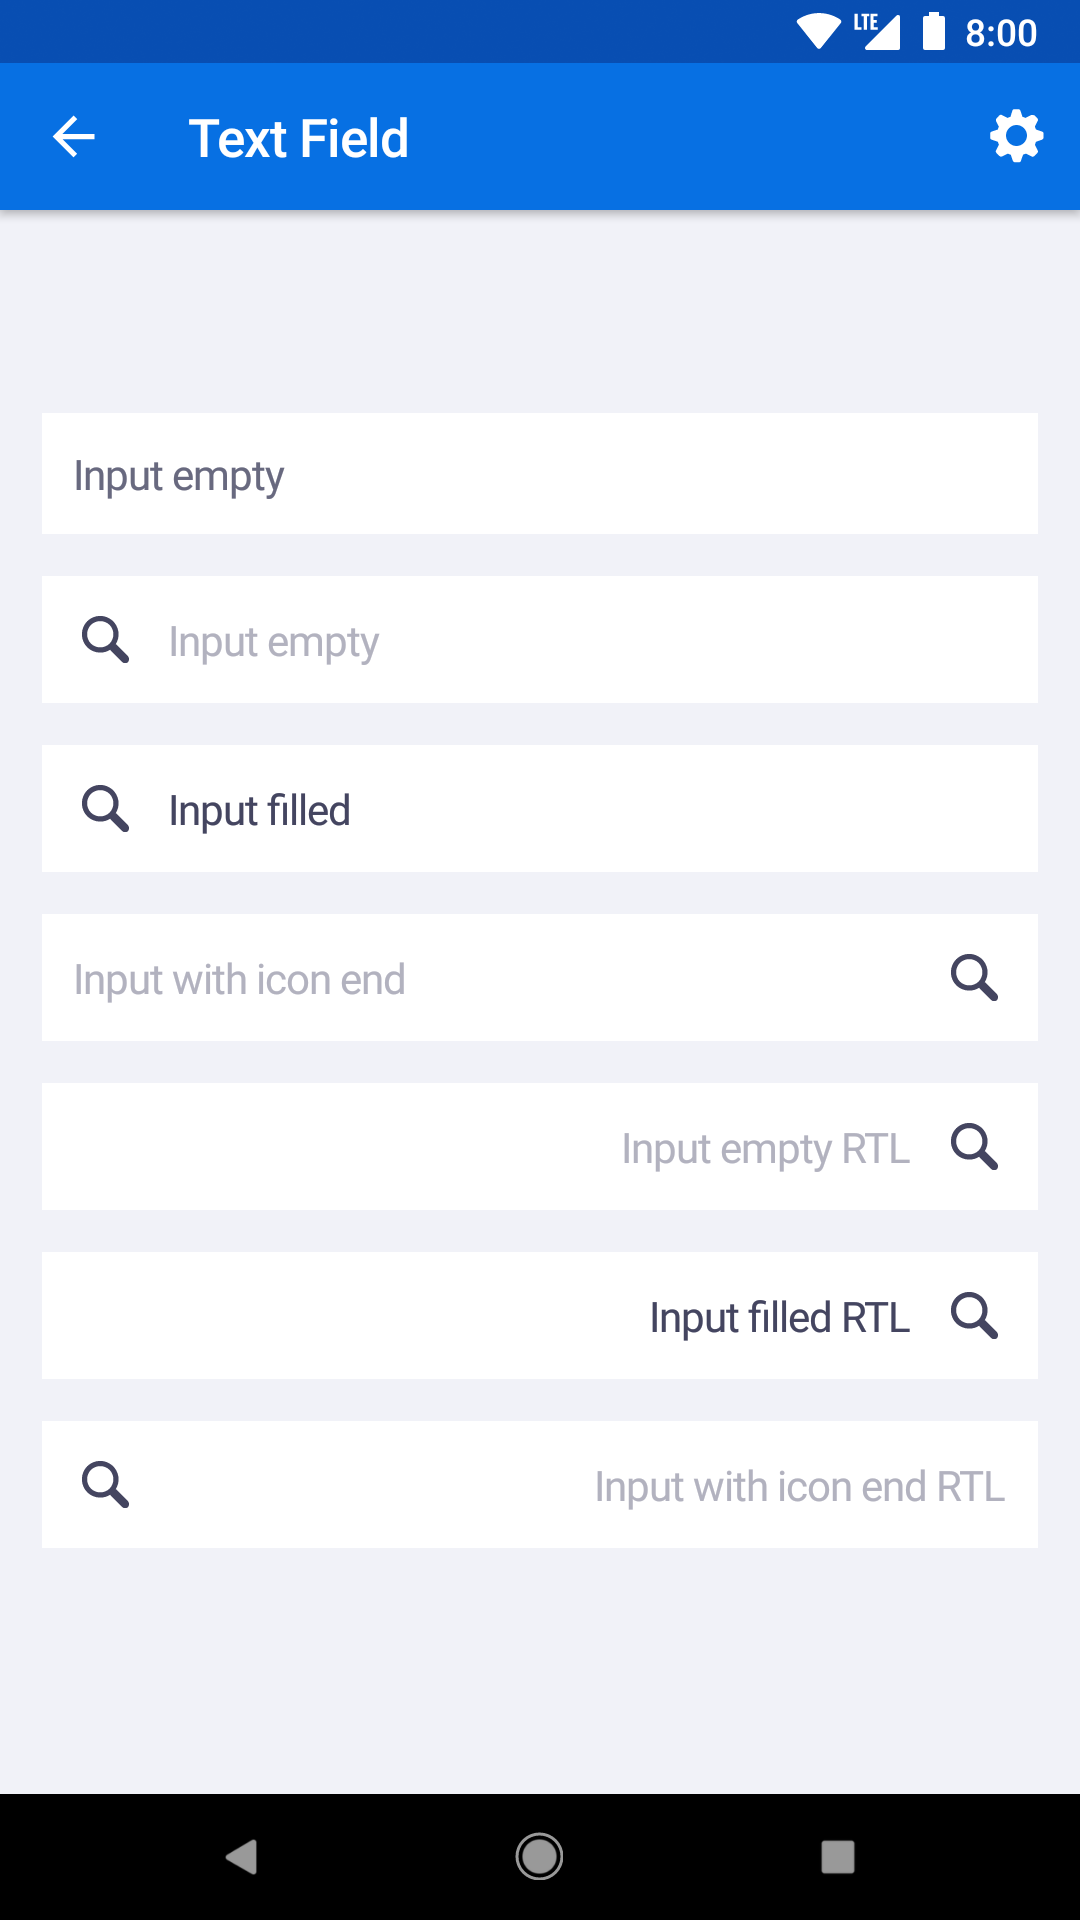 LTE 8:00
Text Field
Input empty
Input empty
Input filled
Input with icon end
Input empty RTL
Input filled RTL
Input with icon end RTL